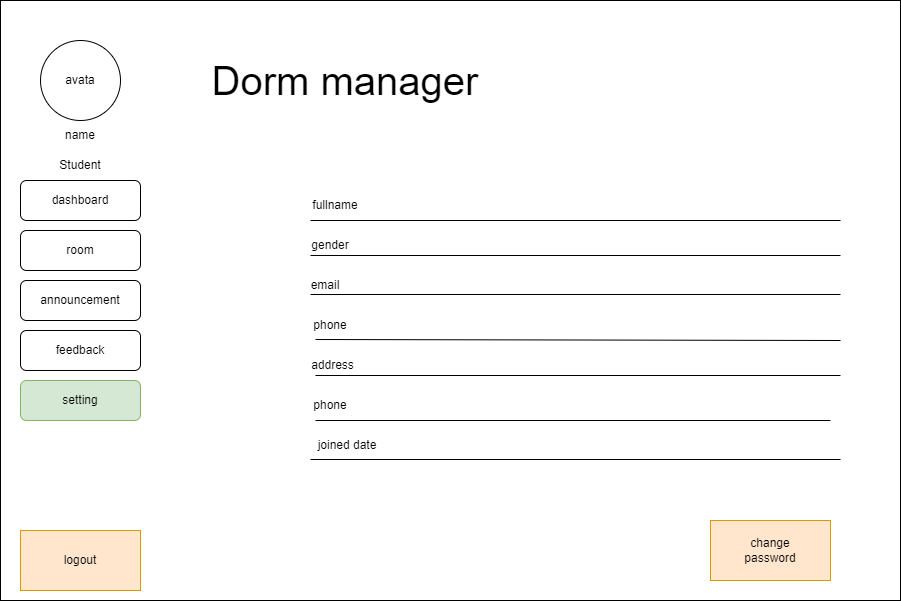 avata
name
Student
dashboard
room
announcement
feedback
setting
logout
Dorm manager
fullname
gender
email
phone
address
phone
joined date
change
password